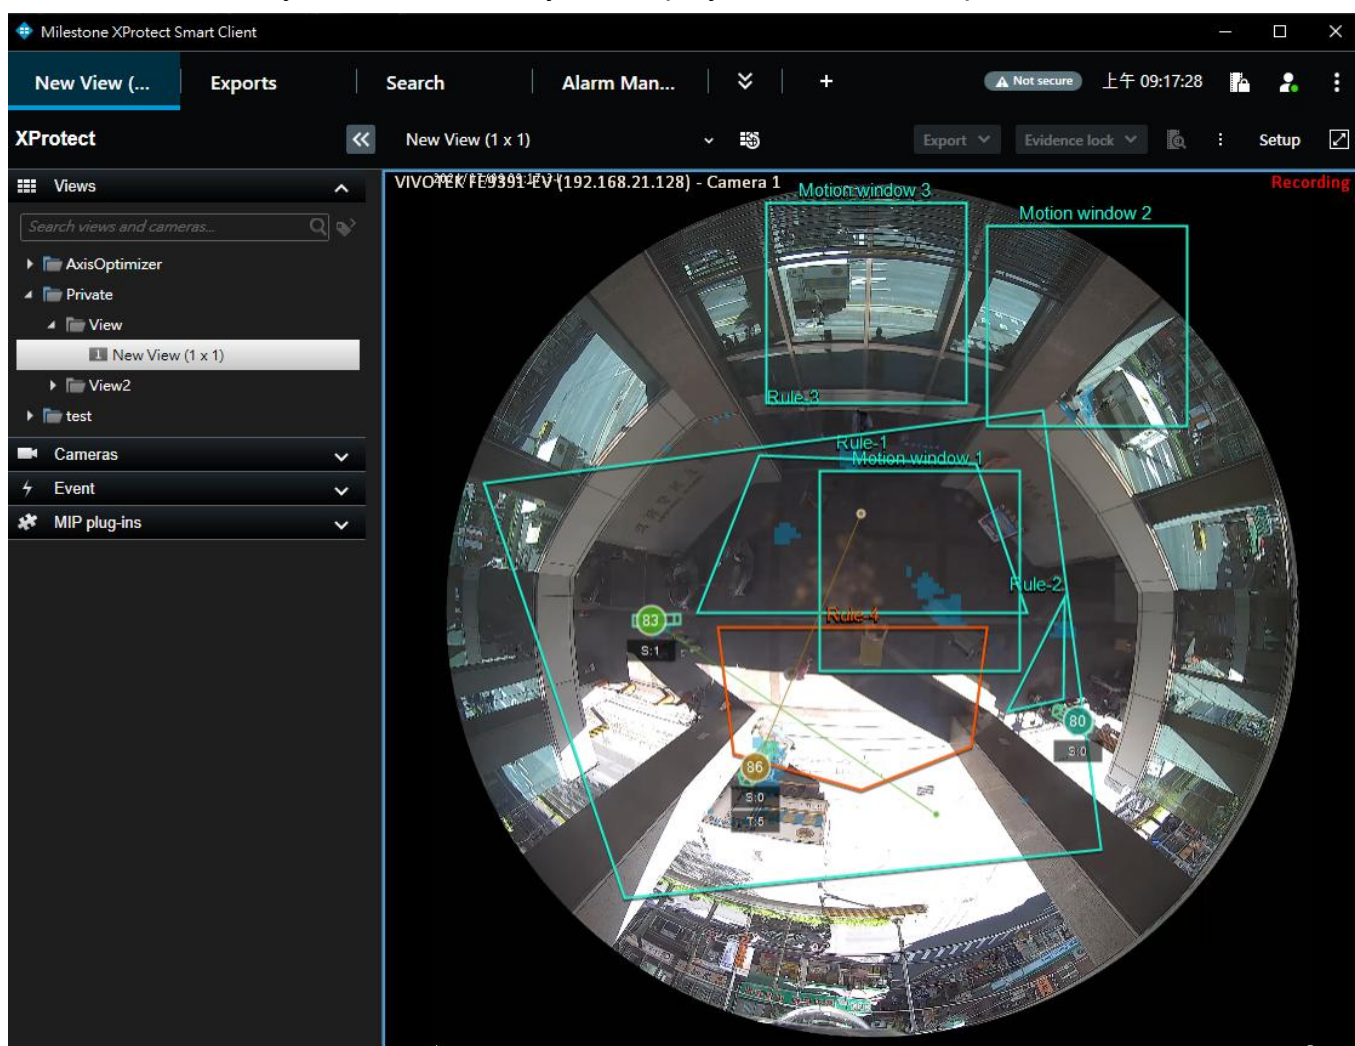 Milestone XProtect Smart Client
New View (...
Exports
Search
Alarm Man...
Not secure
上午 09:17:28
XProtect
New View (1 x 1)
Export
Evidence lock
Setup
Views
Search views and cameras...
AxisOptimizer
Private
View
1 New View (1 x 1)
View2
test
Cameras
Event
MIP plug-ins
VIVOTEK FE9391-EV (192.168.21.128) - Camera 1
Recording
Motion window 3
Motion window 2
Rule-3
Rule-1
Motion window 1
Rule-2
Rule-4
83
S:1
80
S:0
86
S:0
T:5